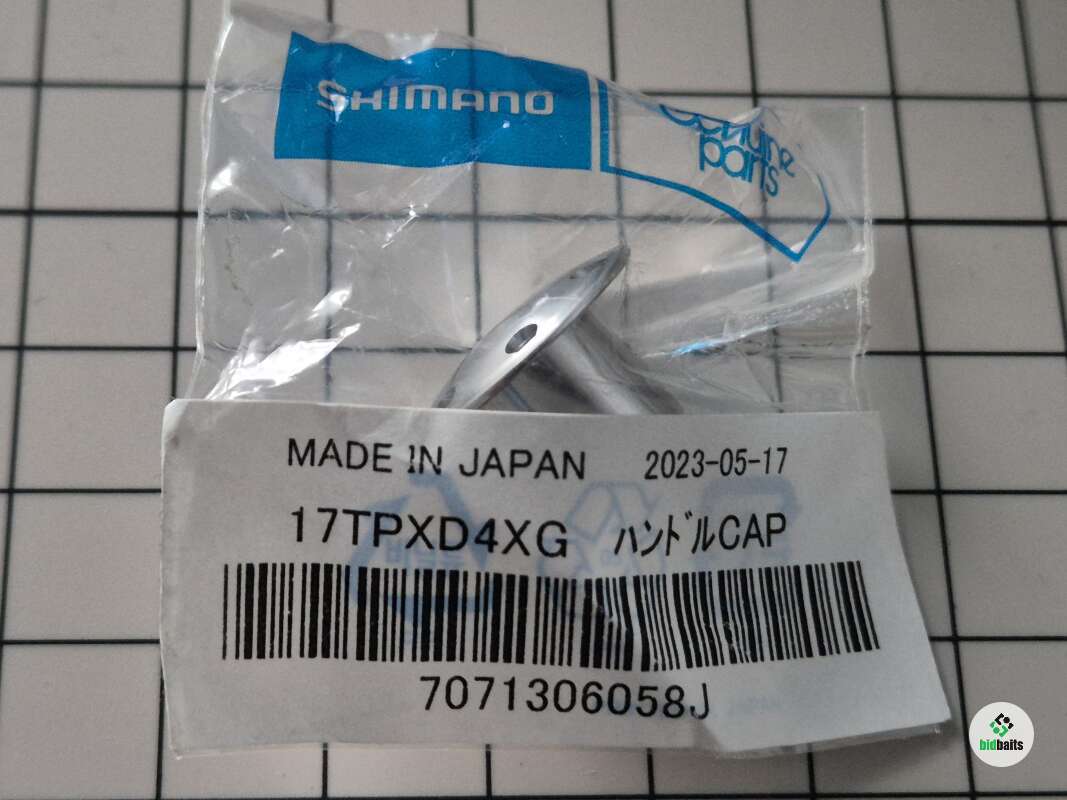 SHIMANO
Genuine
parts
MADE IN JAPAN 2023-05-17
17TPXD4XG ハンドルCAP
7071306058J
bidbaits